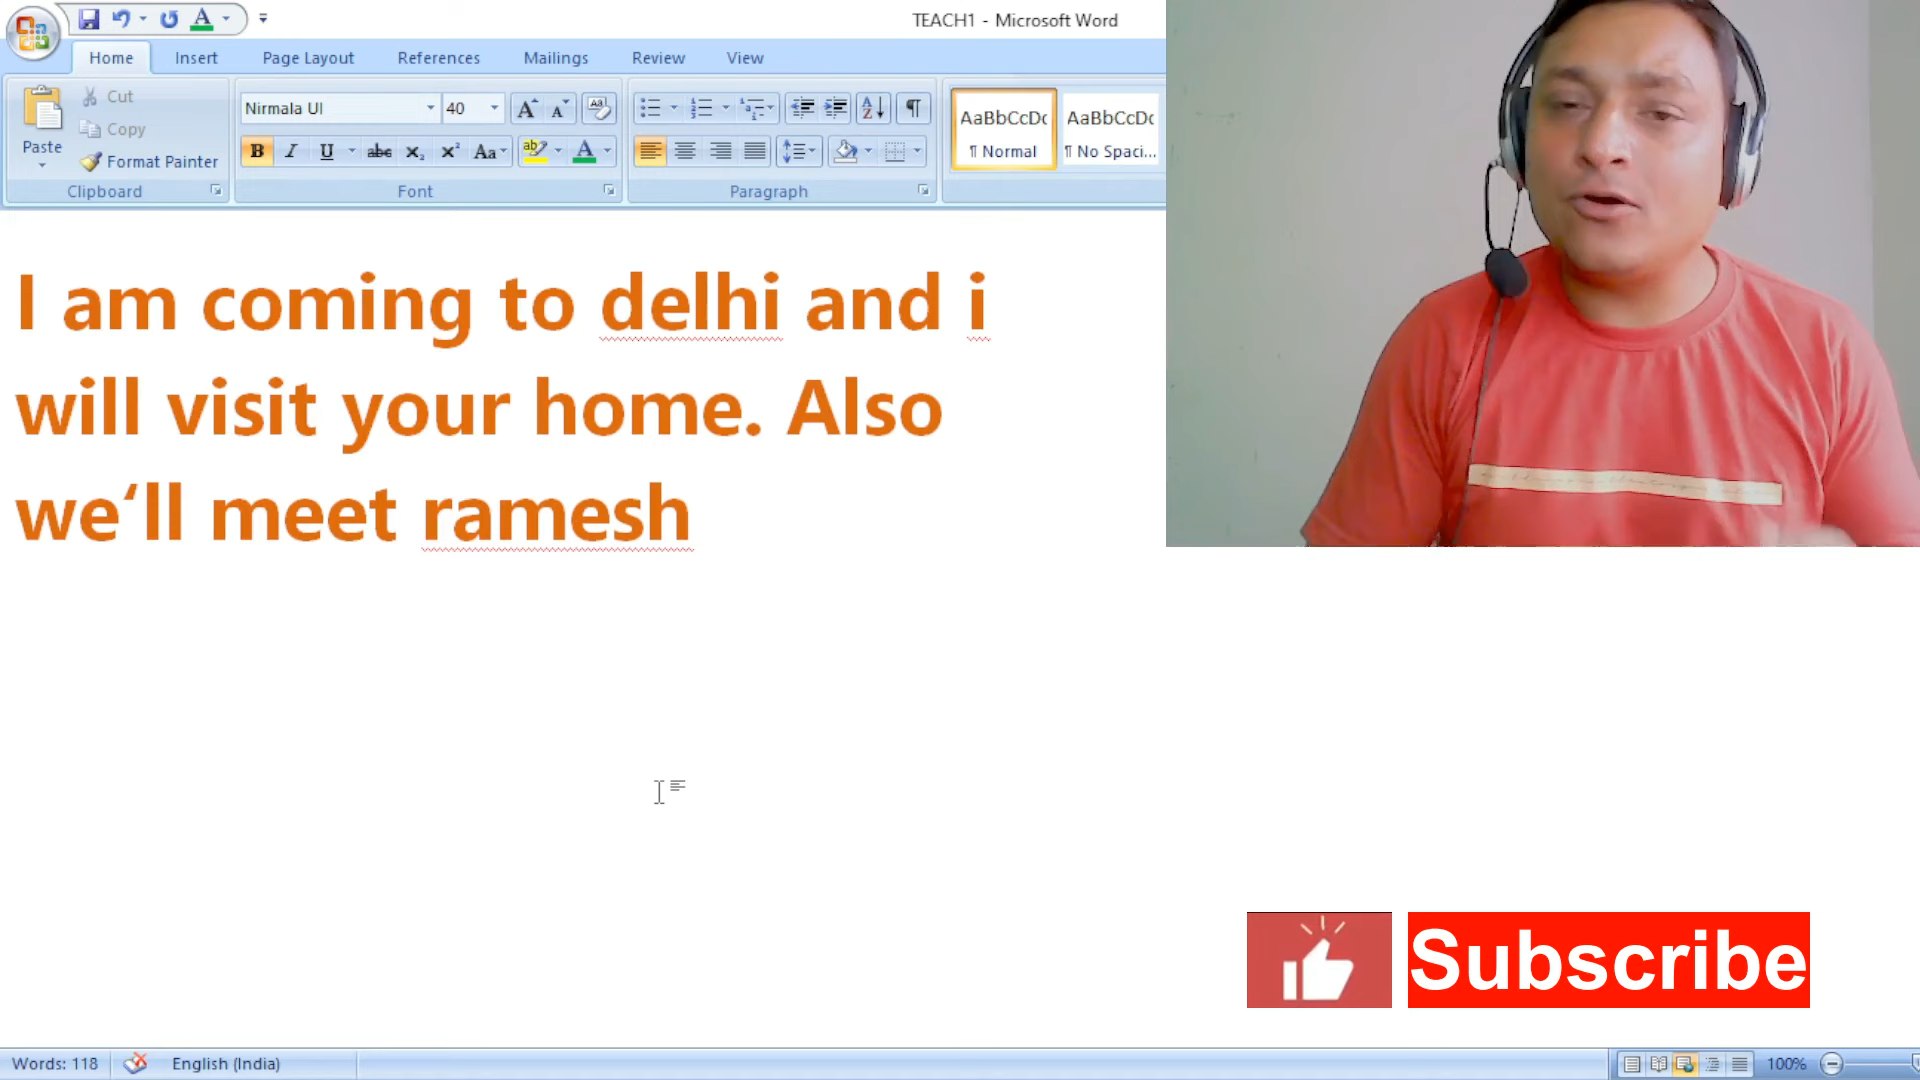 TEACH1 - Microsoft Word
Home Insert Page Layout References Mailings Review View
Paste
Cut
Copy
Format Painter
Clipboard
Nirmala UI 40
Font
Paragraph
AaBbCcDc AaBbCcDc
¶ Normal ¶ No Spaci...
I am coming to delhi and i
will visit your home. Also
we‘ll meet ramesh
Subscribe
Words: 118 English (India) 100%